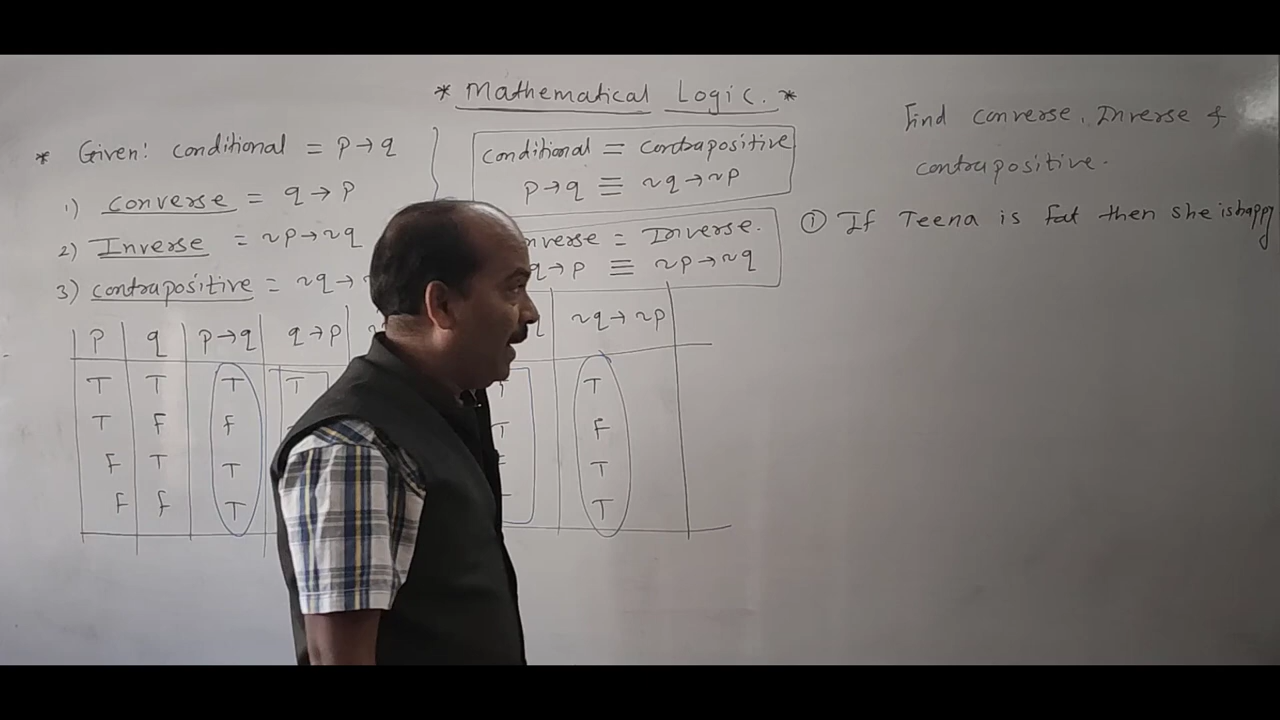 * Mathematical Logic. *
* Given: conditional = p→q
1) converse = q→p
2) Inverse = ~p→~q
3) contrapositive = ~q→
conditional = contrapositive
p→q ≡ ~q→~p
nverse = Inverse.
q→p ≡ ~p→~q
p q p→q q→p q ~q→~p
T T T T T
T F F T F
F T T T
F F T T
Find converse, Inverse &
contrapositive.
① If Teena is fat then she is happy